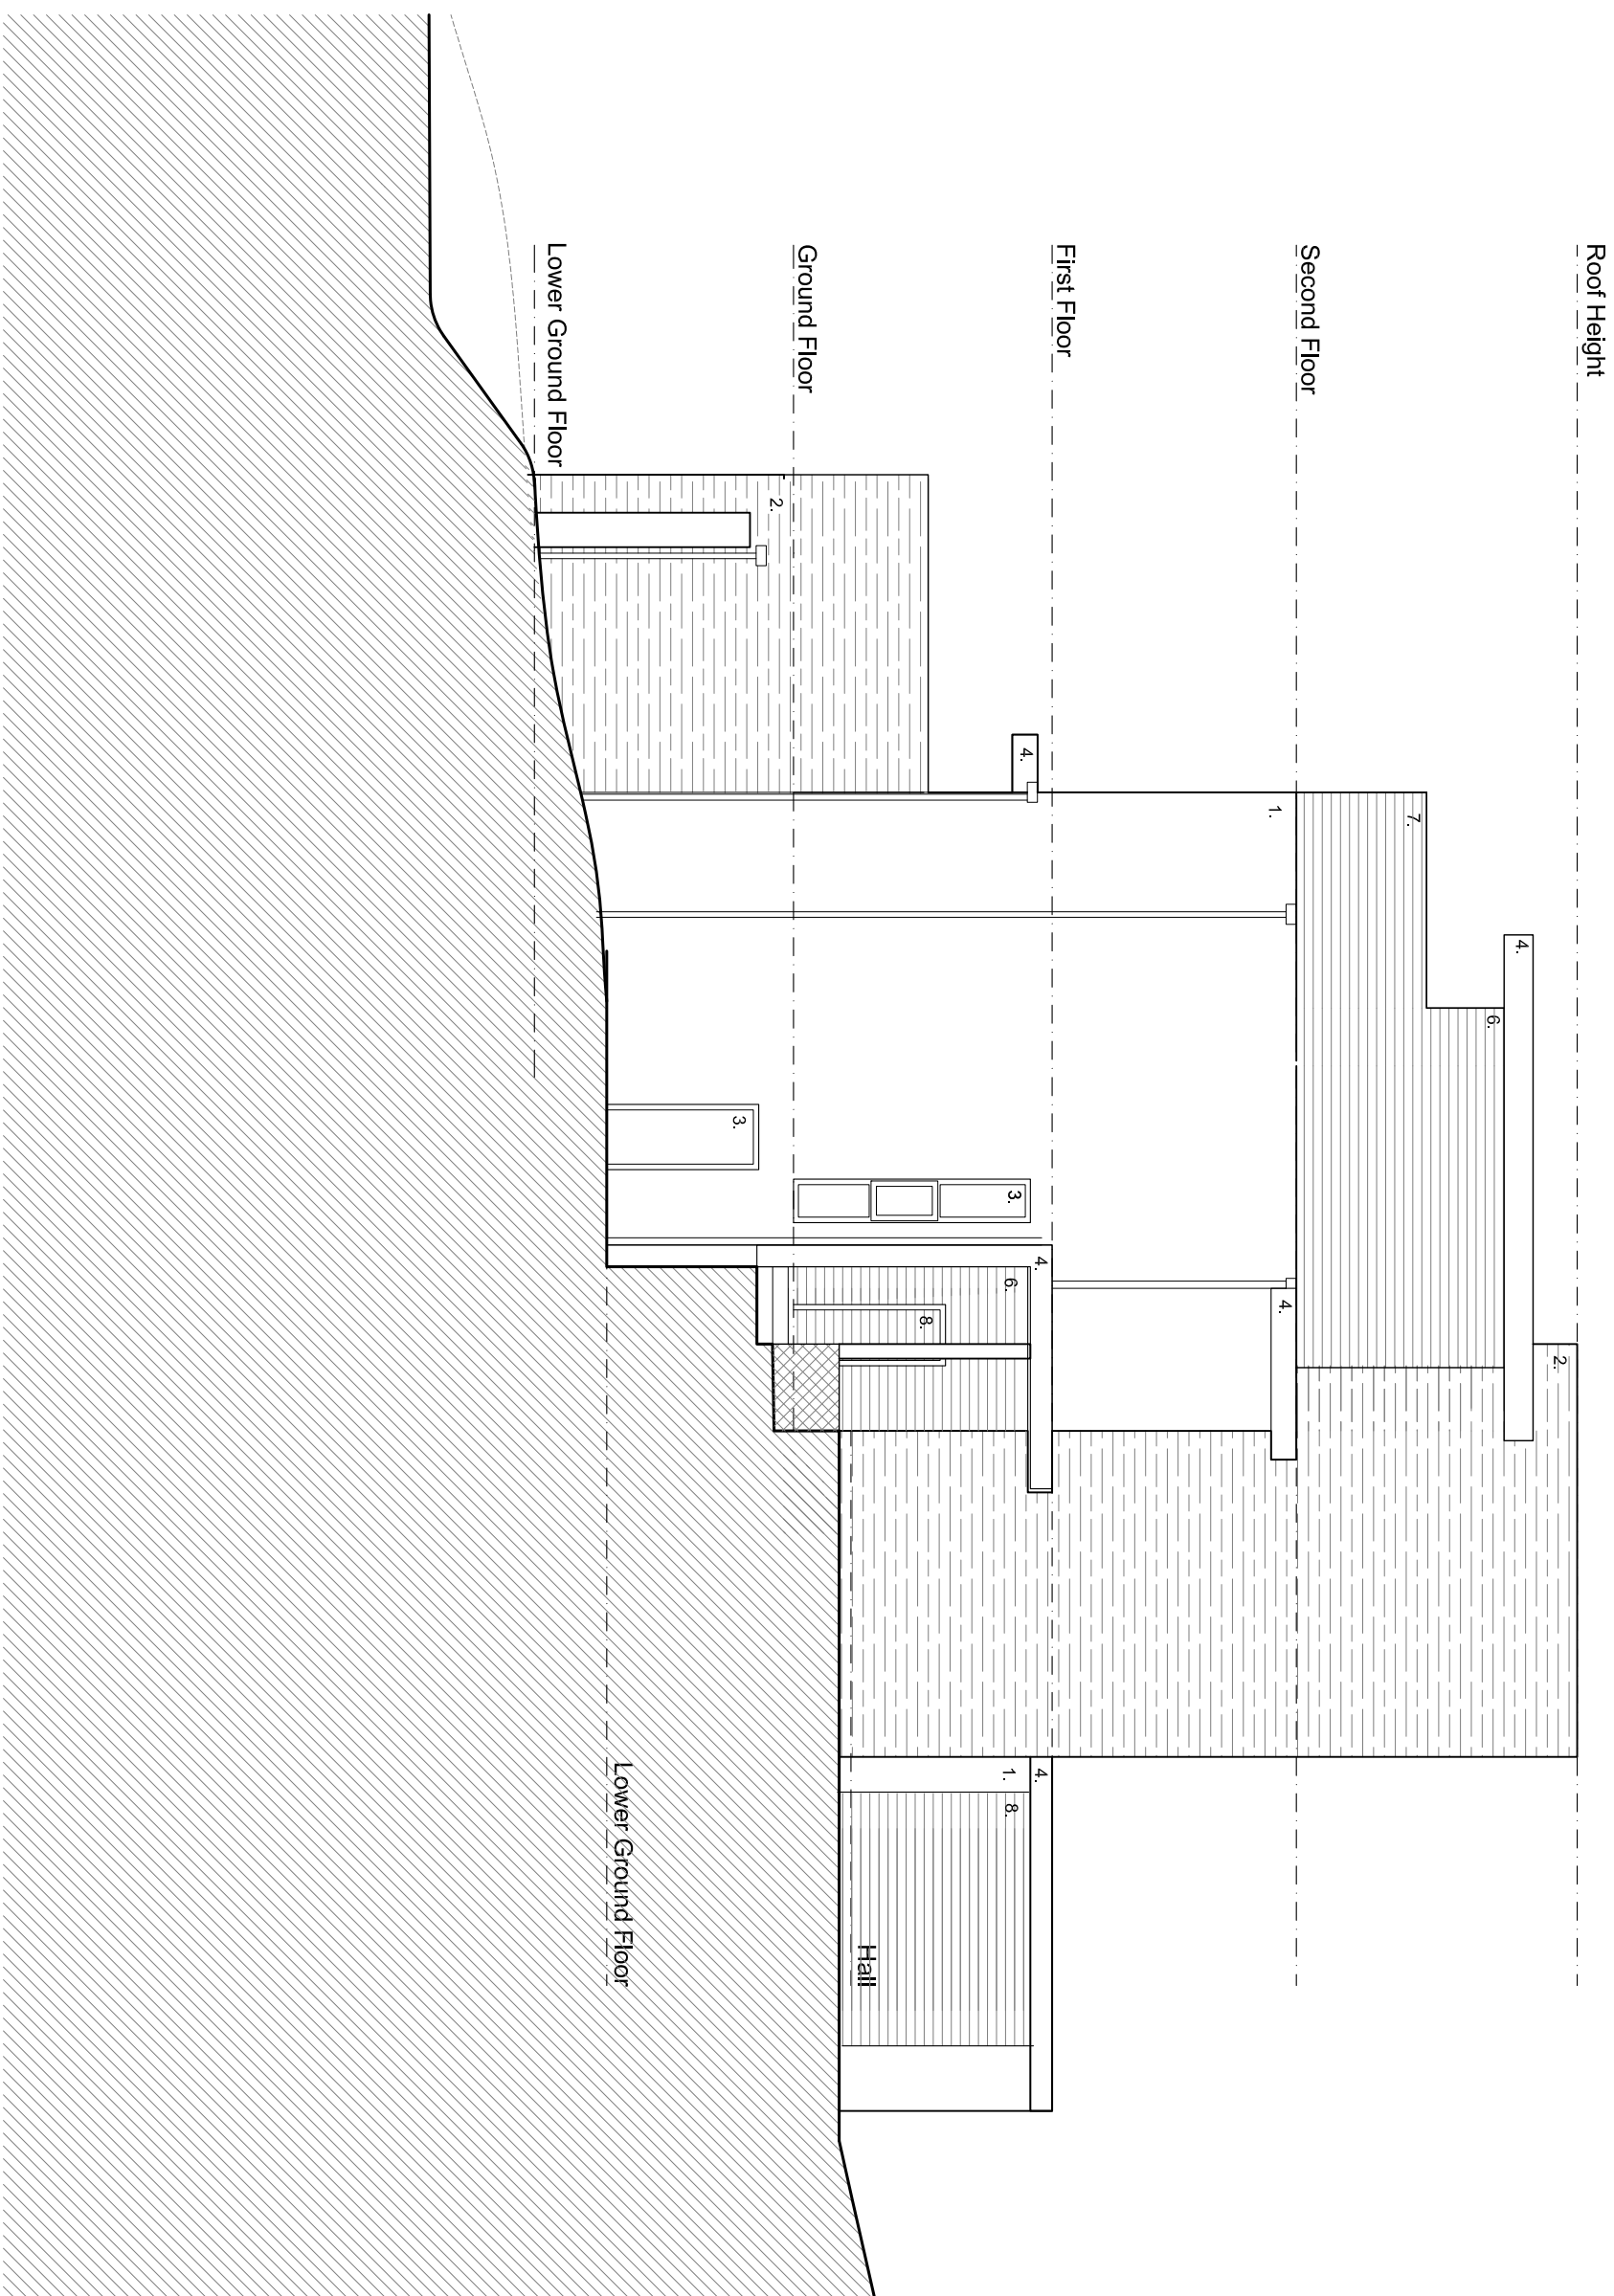 Roof Height
2.
4.
6.
7.
Second Floor
1.
4.
First Floor
4.
4.
4.
3.
6.
1.
8.
8.
Hall
Ground Floor
2.
3.
Lower Ground Floor
Lower Ground Floor